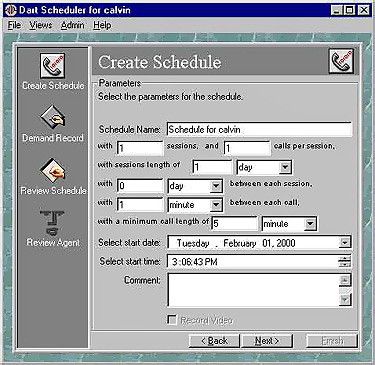 Dart Scheduler for calvin
File Views Admin Help
Create Schedule
Demand Record
Review Schedule
Review Agent
Create Schedule
Parameters
Select the parameters for the schedule.
Schedule Name: Schedule for calvin
with 1 sessions, and 1 calls per session,
with sessions length of 1 day
with 0 day between each session,
with 1 minute between each call,
with a minimum call length of 5 minute
Select start date: Tuesday , February 01, 2000
Select start time: 3:06:43 PM
Comment:
Record Video
< Back Next > Finish